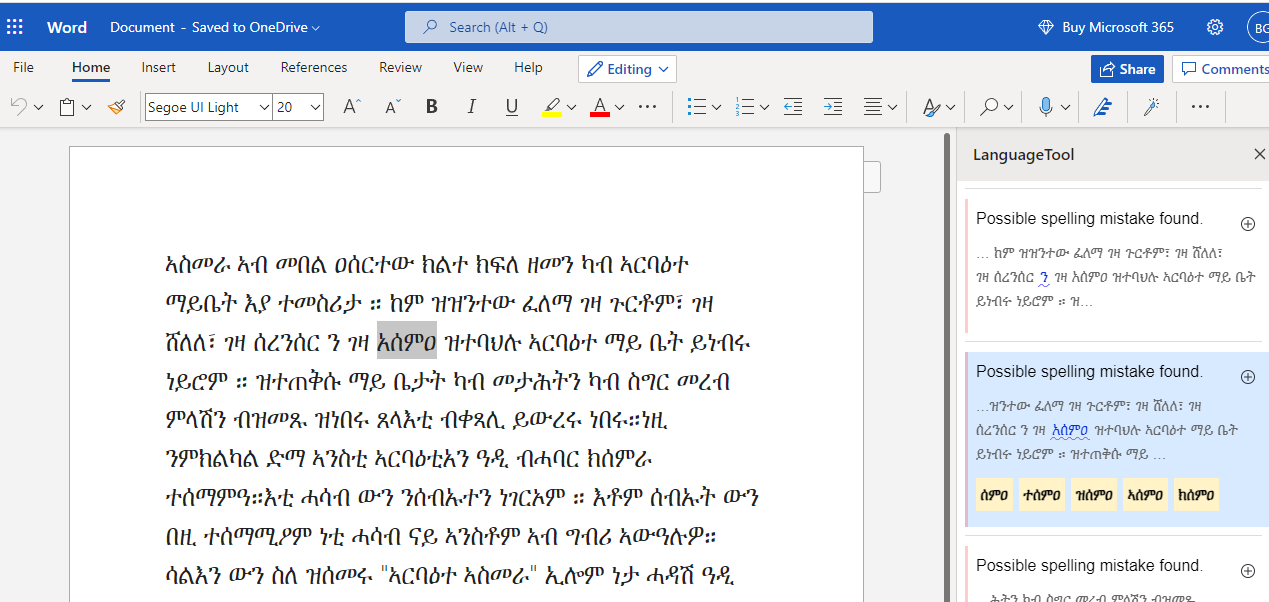 Word Document - Saved to OneDrive Search (Alt + Q) Buy Microsoft 365 BG
File Home Insert Layout References Review View Help Editing Share Comments
Segoe UI Light 20 A A B I U A
LanguageTool
ኣስመራ ኣብ መበል ዐሰርተው ክልተ ክፍለ ዘመን ካብ ኣርባዕተ
ማይቤት እያ ተመስሪታ ። ከም ዝዝንተው ፈለማ ገዛ ጉርቶም፣ ገዛ
ሸለለ፣ ገዛ ሰረንሰር ን ገዛ አሰምዐ ዝተባህሉ ኣርባዕተ ማይ ቤት ይነብሩ
ነይሮም ። ዝተጠቅሱ ማይ ቤታት ካብ መታሕትን ካብ ስግር መረብ
ምላሽን ብዝመጹ ዝነበሩ ጸላእቲ ብቀጻሊ ይውረሩ ነበሩ።ነዚ
ንምክልካል ድማ ኣንስቲ ኣርባዕቲአን ዓዲ ብሓባር ክሰምራ
ተሰማምዓ።እቲ ሓሳብ ውን ንሰብኡተን ነገርኦም ። እቶም ሰብኡት ውን
በዚ ተሰማሚዖም ነቲ ሓሳብ ናይ ኣንስቶም ኣብ ግብሪ ኣውዓሉዎ።
ሳልእን ውን ስለ ዝሰመሩ "ኣርባዕተ ኣስመራ" ኢሎም ነታ ሓዳሽ ዓዲ
Possible spelling mistake found.
... ከም ዝዝንተው ፈለማ ገዛ ጉርቶም፣ ገዛ ሸለለ፣
ገዛ ሰረንሰር ን ገዛ አሰምዐ ዝተባህሉ ኣርባዕተ ማይ ቤት
ይነብሩ ነይሮም ። ዝ...
Possible spelling mistake found.
...ዝንተው ፈለማ ገዛ ጉርቶም፣ ገዛ ሸለለ፣ ገዛ
ሰረንሰር ን ገዛ አሰምዐ ዝተባህሉ ኣርባዕተ ማይ ቤት
ይነብሩ ነይሮም ። ዝተጠቅሱ ማይ ...
ሰምዐ ተሰምዐ ዝሰምዐ ኣሰምዐ ክሰምዐ
Possible spelling mistake found.